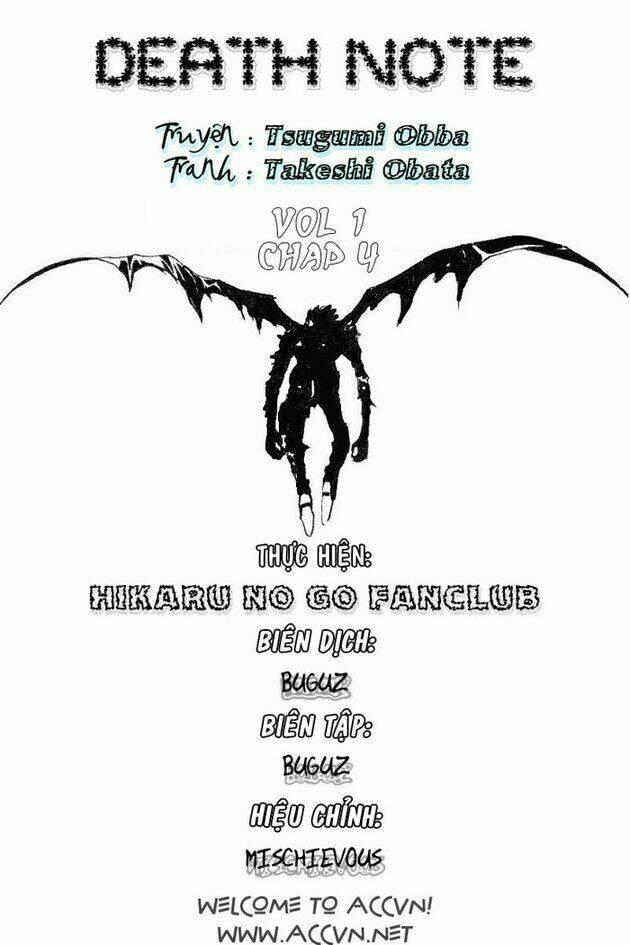 DEATH NOTE
Truyện : Tsugumi Obba
Tranh : Takeshi Obata
VOL 1
CHAP 4
THỰC HIỆN:
HIKARU NO GO FANCLUB
BIÊN DỊCH:
BUGUZ
BIÊN TẬP:
BUGUZ
HIỆU CHỈNH:
MISCHIEVOUS
WELCOME TO ACCVN!
WWW.ACCVN.NET